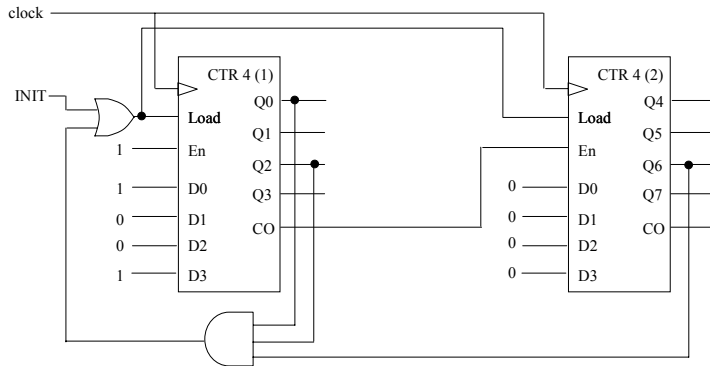 clock
CTR 4 (1)
CTR 4 (2)
INIT
Q0
Q4
Load
Load
Q1
Q5
1
En
En
Q2
Q6
1
D0
Q3
0
D0
Q7
0
D1
0
D1
CO
CO
0
D2
0
D2
1
D3
0
D3